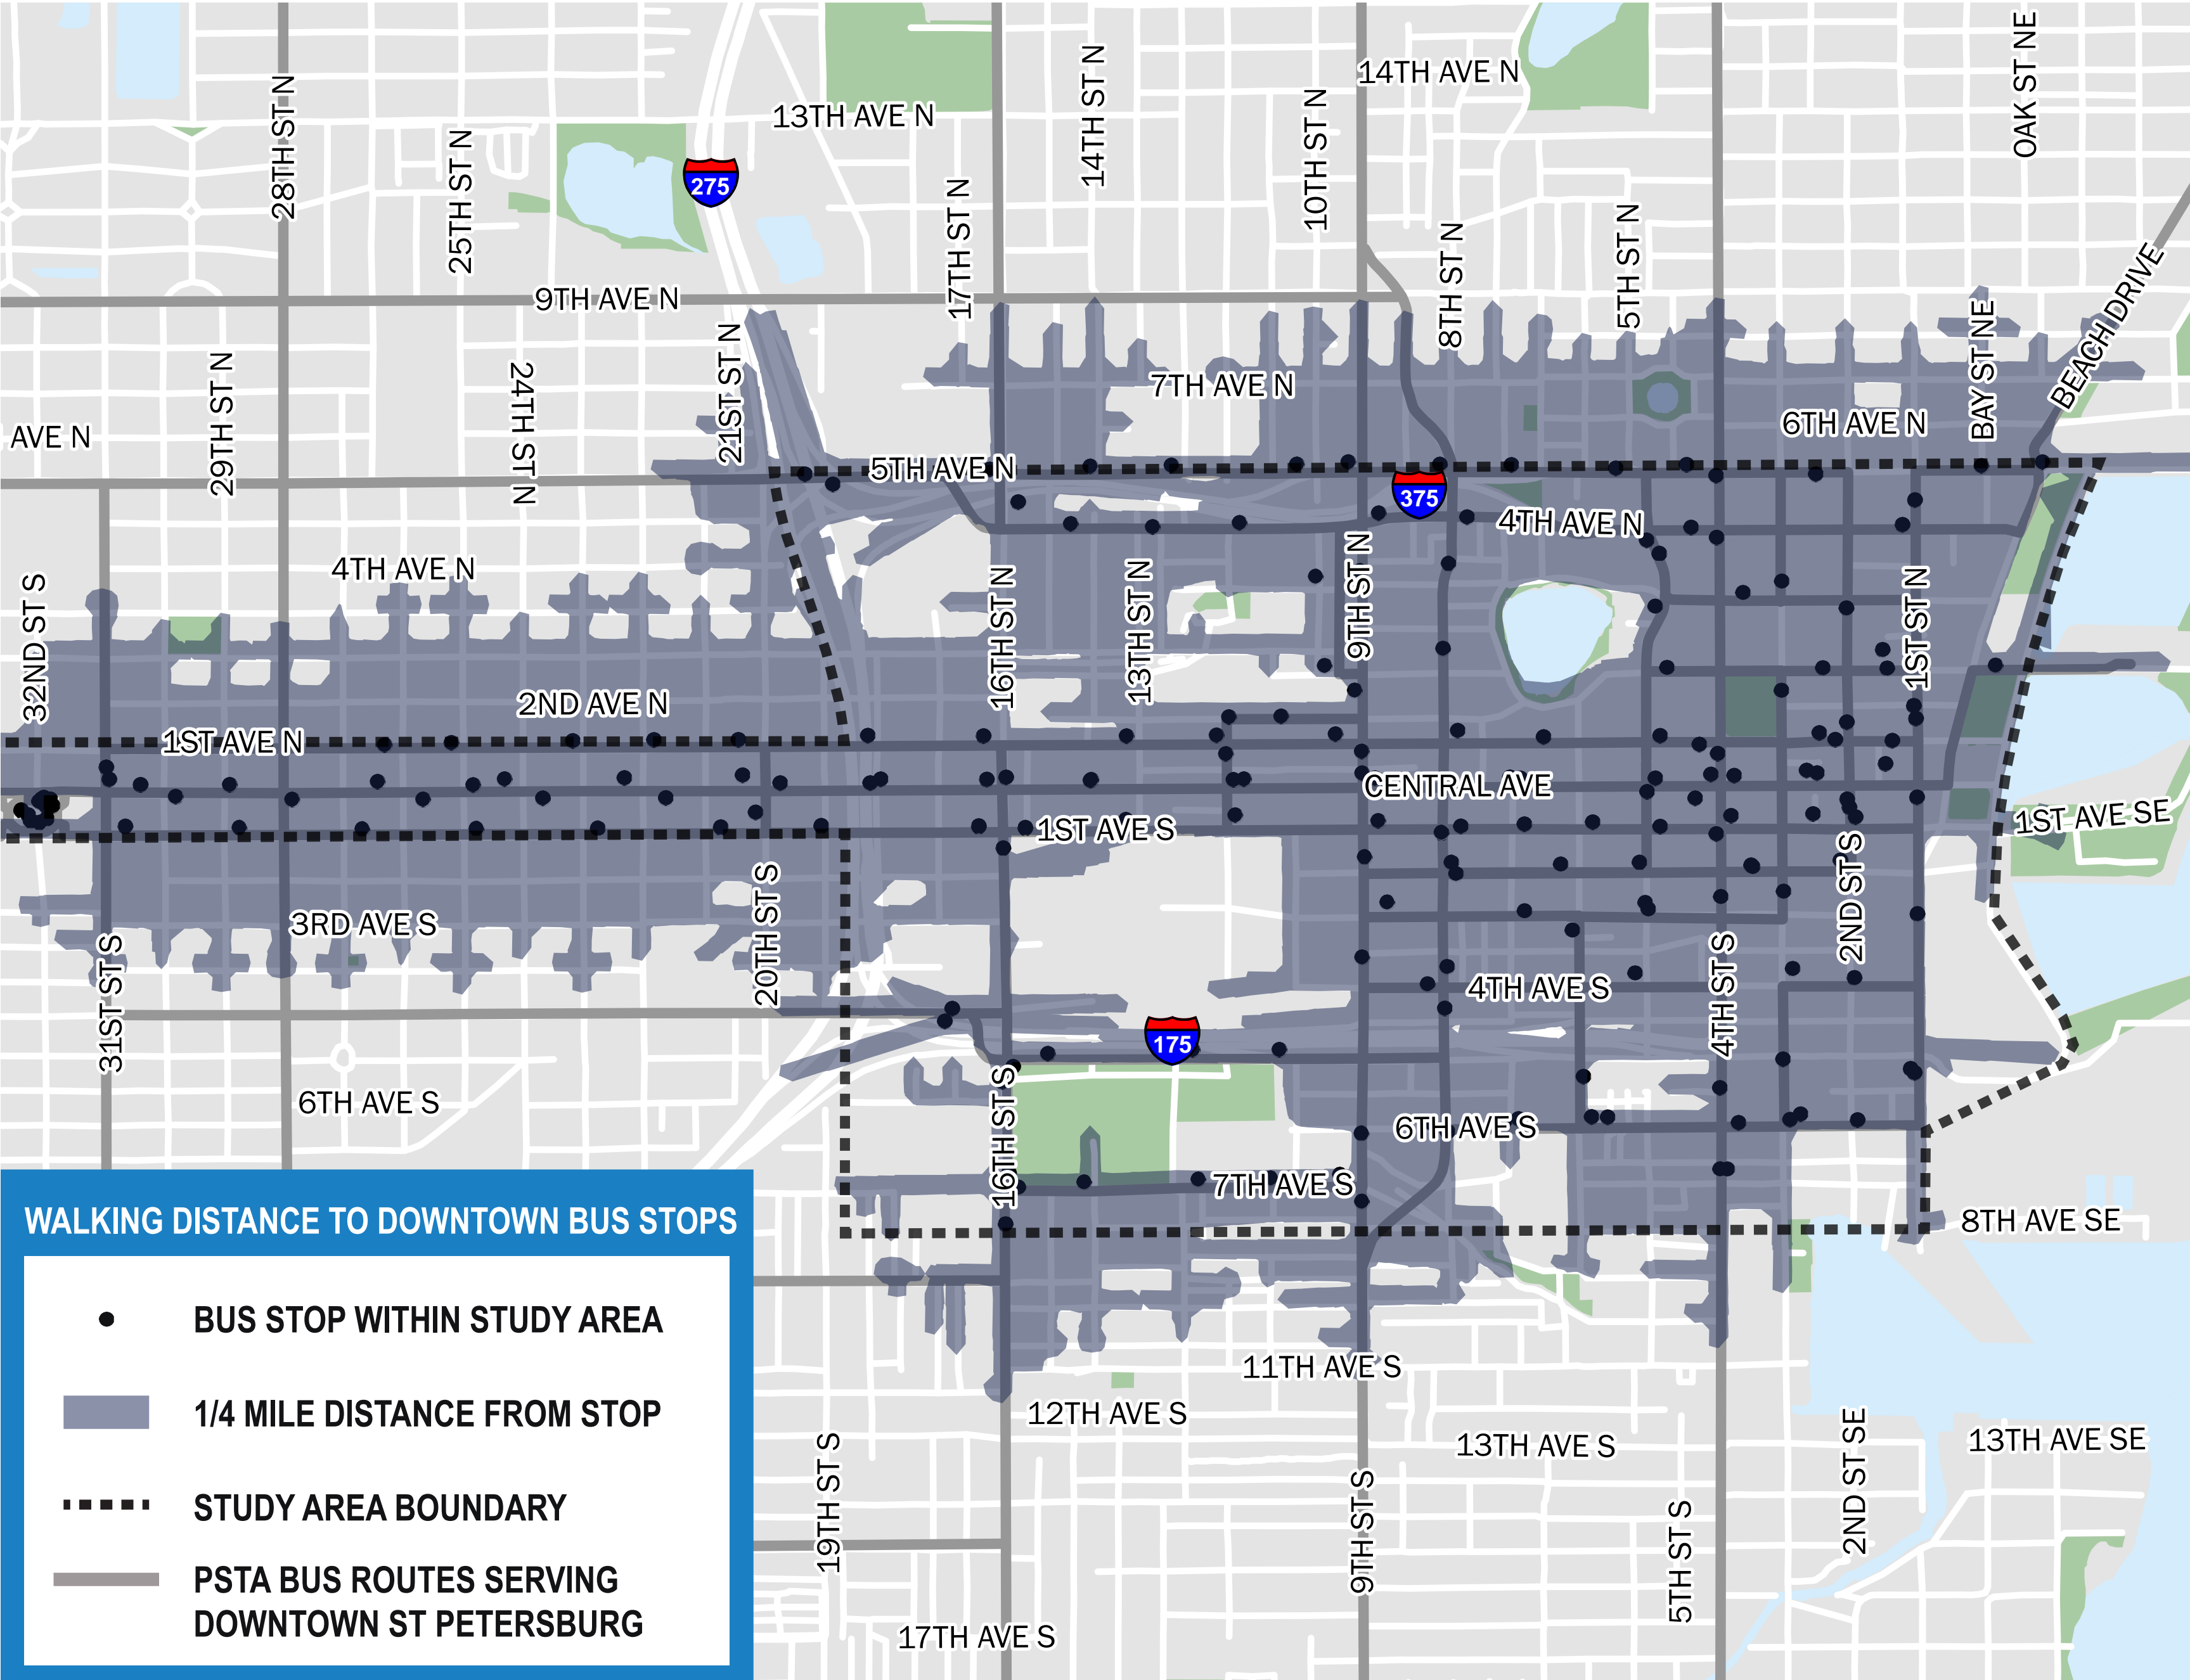 OAK ST NE
14TH ST N
14TH AVE N
28TH ST N
10TH ST N
13TH AVE N
25TH ST N
275
17TH ST N
5TH ST N
8TH ST N
BEACH DRIVE
9TH AVE N
BAY ST NE
21ST ST N
29TH ST N
24TH ST N
7TH AVE N
6TH AVE N
AVE N
5TH AVE N
375
4TH AVE N
4TH AVE N
32ND ST S
16TH ST N
13TH ST N
9TH ST N
1ST ST N
2ND AVE N
1ST AVE N
CENTRAL AVE
1ST AVE SE
1ST AVE S
2ND ST S
20TH ST S
3RD AVE S
31ST ST S
4TH AVE S
4TH ST S
175
6TH AVE S
16TH ST S
6TH AVE S
7TH AVE S
8TH AVE SE
WALKING DISTANCE TO DOWNTOWN BUS STOPS
BUS STOP WITHIN STUDY AREA
1/4 MILE DISTANCE FROM STOP
STUDY AREA BOUNDARY
PSTA BUS ROUTES SERVING
DOWNTOWN ST PETERSBURG
11TH AVE S
12TH AVE S
13TH AVE S
13TH AVE SE
19TH ST S
9TH ST S
5TH ST S
2ND ST SE
17TH AVE S